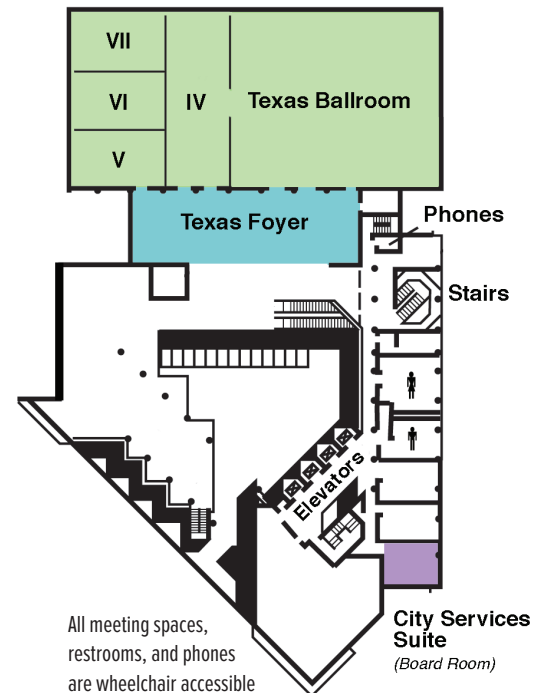 VII
VI
IV
Texas Ballroom
V
Texas Foyer
Phones
Stairs
Elevators
City Services
Suite
(Board Room)
All meeting spaces,
restrooms, and phones
are wheelchair accessible